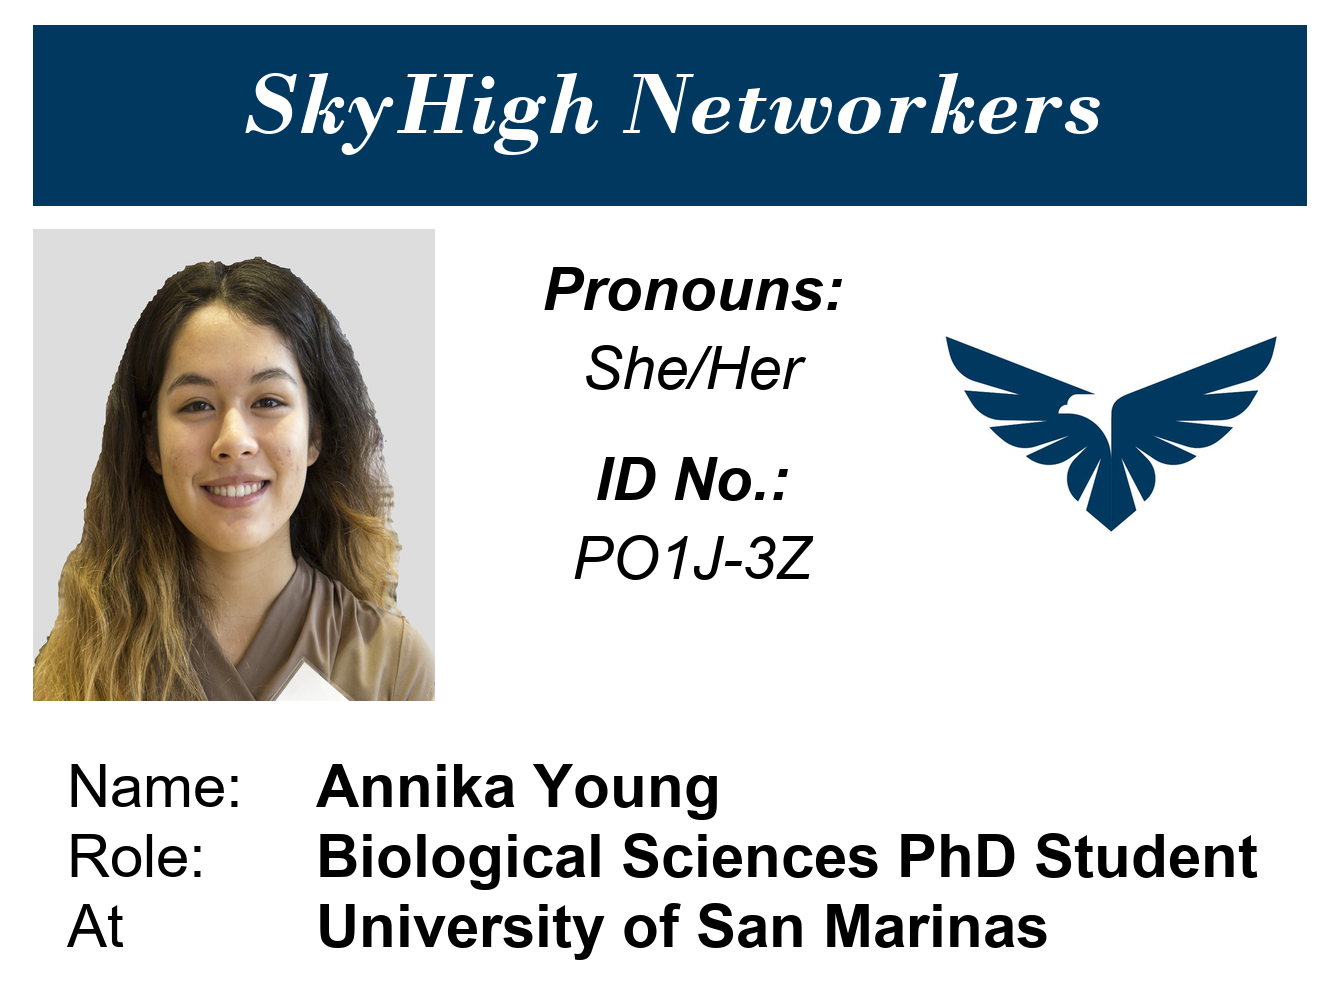 SkyHigh Networkers
Pronouns:
She/Her
ID No.:
PO1J-3Z
Name: Annika Young
Role: Biological Sciences PhD Student
At University of San Marinas